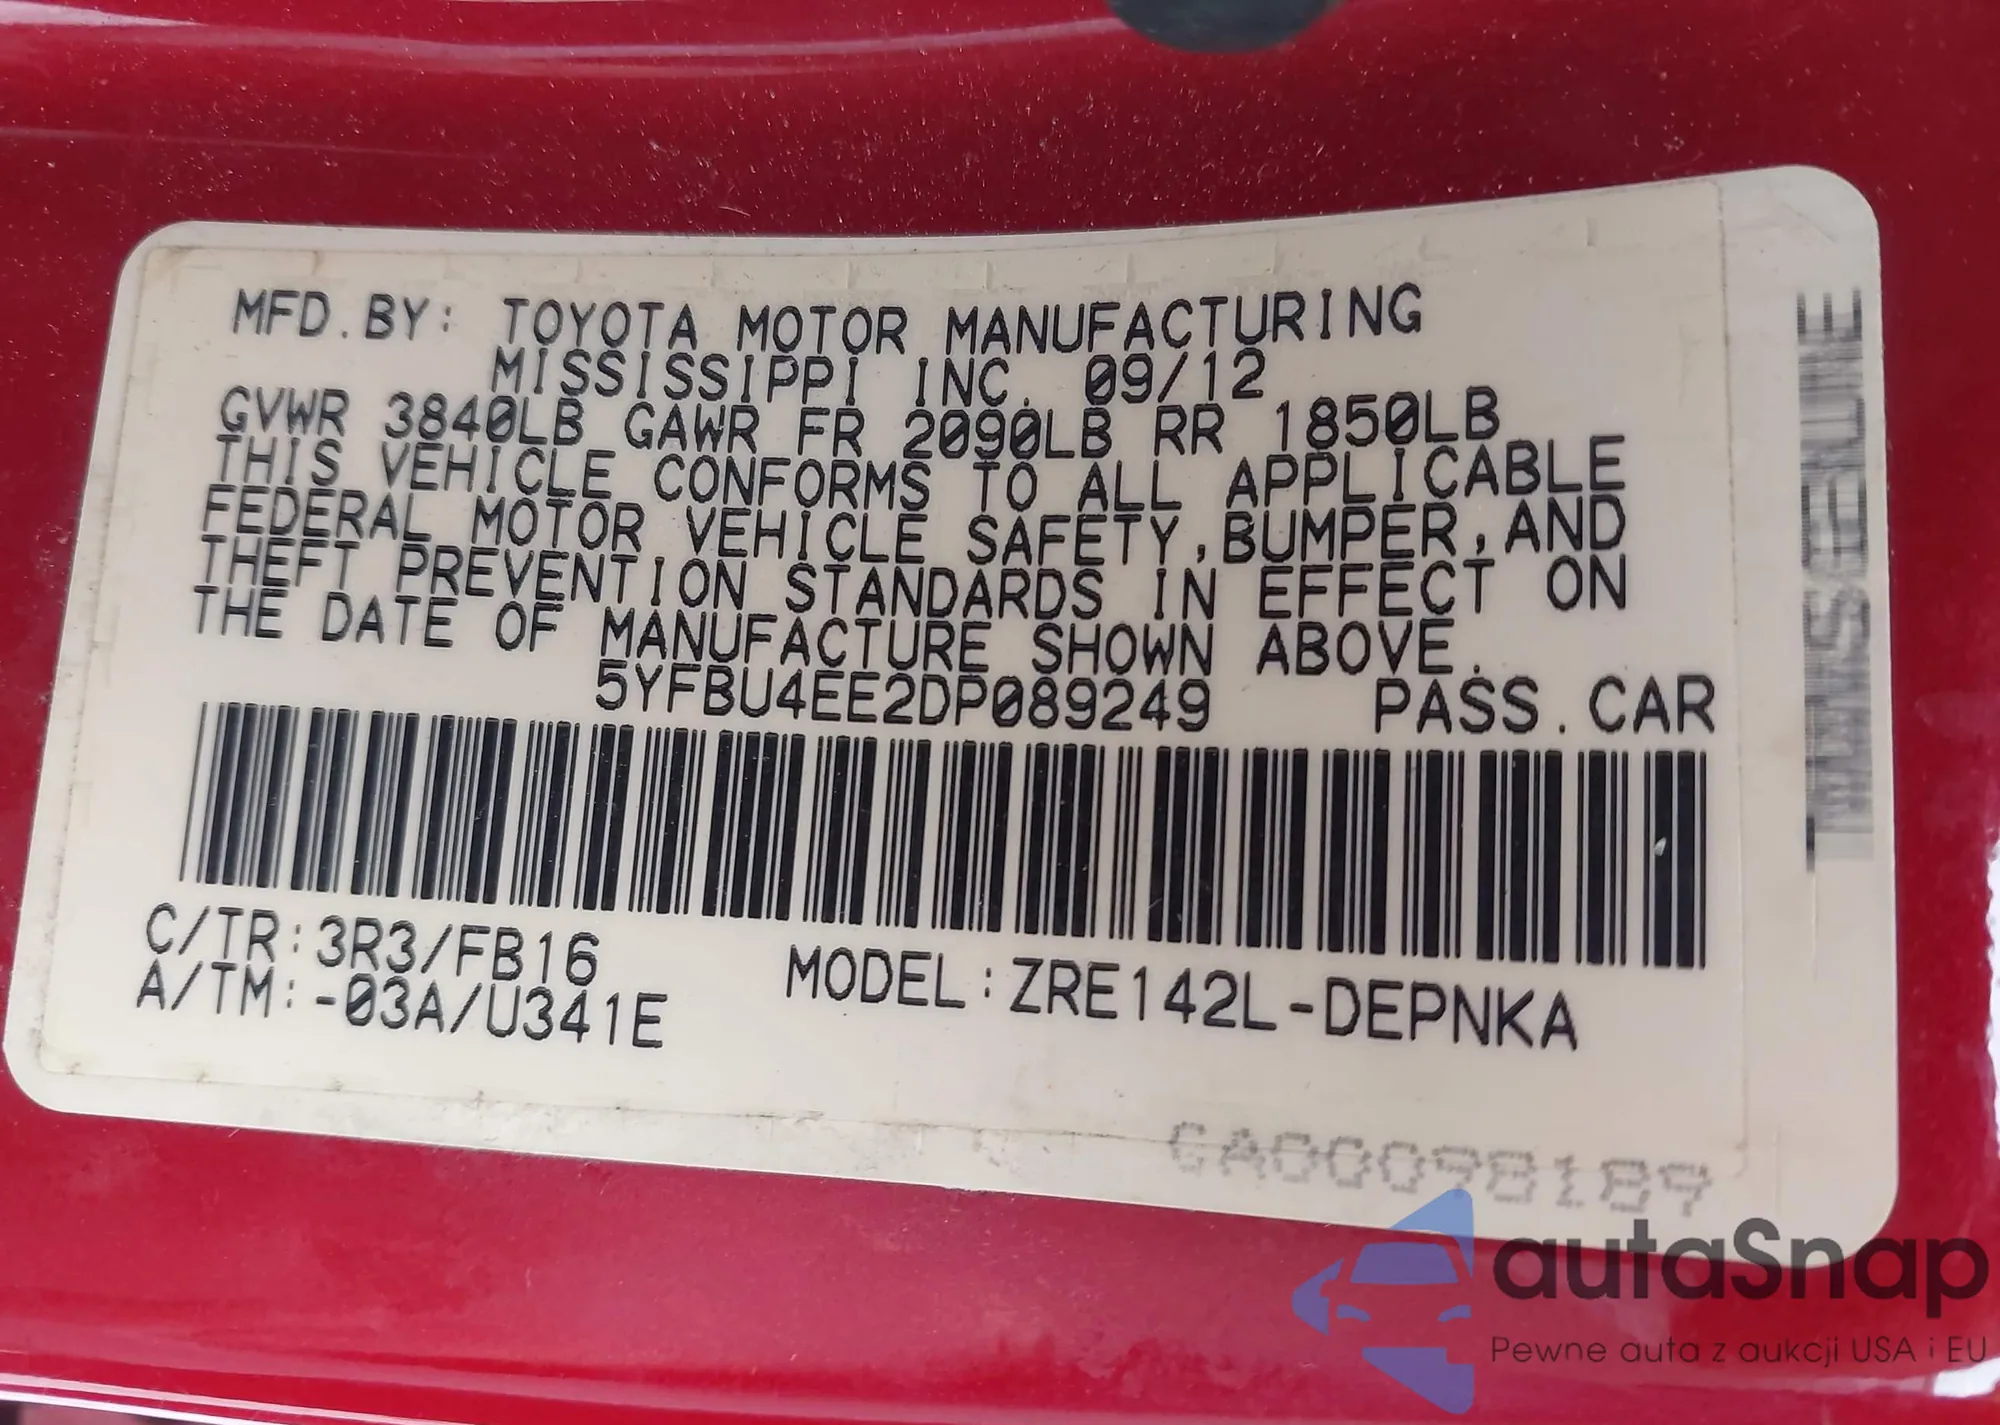 MFD.BY: TOYOTA MOTOR MANUFACTURING
MISSISSIPPI INC. 09/12
GVWR 3840LB GAWR FR 2090LB RR 1850LB
THIS VEHICLE CONFORMS TO ALL APPLICABLE
FEDERAL MOTOR VEHICLE SAFETY,BUMPER,AND
THEFT PREVENTION STANDARDS IN EFFECT ON
THE DATE OF MANUFACTURE SHOWN ABOVE.
5YFBU4EE2DP089249 PASS.CAR
C/TR:3R3/FB16
A/TM:-03A/U341E
MODEL:ZRE142L-DEPNKA
GA00098189
autaSnap
Pewne auta z aukcji USA i EU